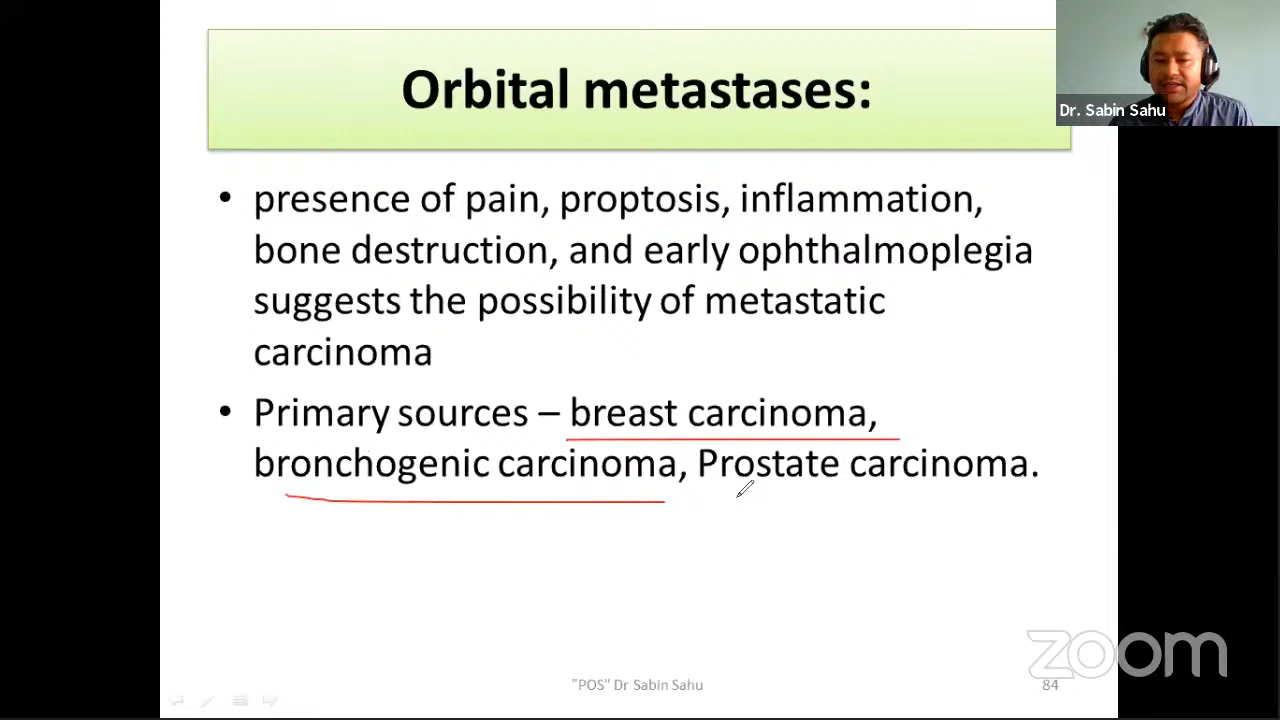 Orbital metastases:
Dr. Sabin Sahu
• presence of pain, proptosis, inflammation,
bone destruction, and early ophthalmoplegia
suggests the possibility of metastatic
carcinoma
• Primary sources – breast carcinoma,
bronchogenic carcinoma, Prostate carcinoma.
zoom
"POS" Dr Sabin Sahu
84